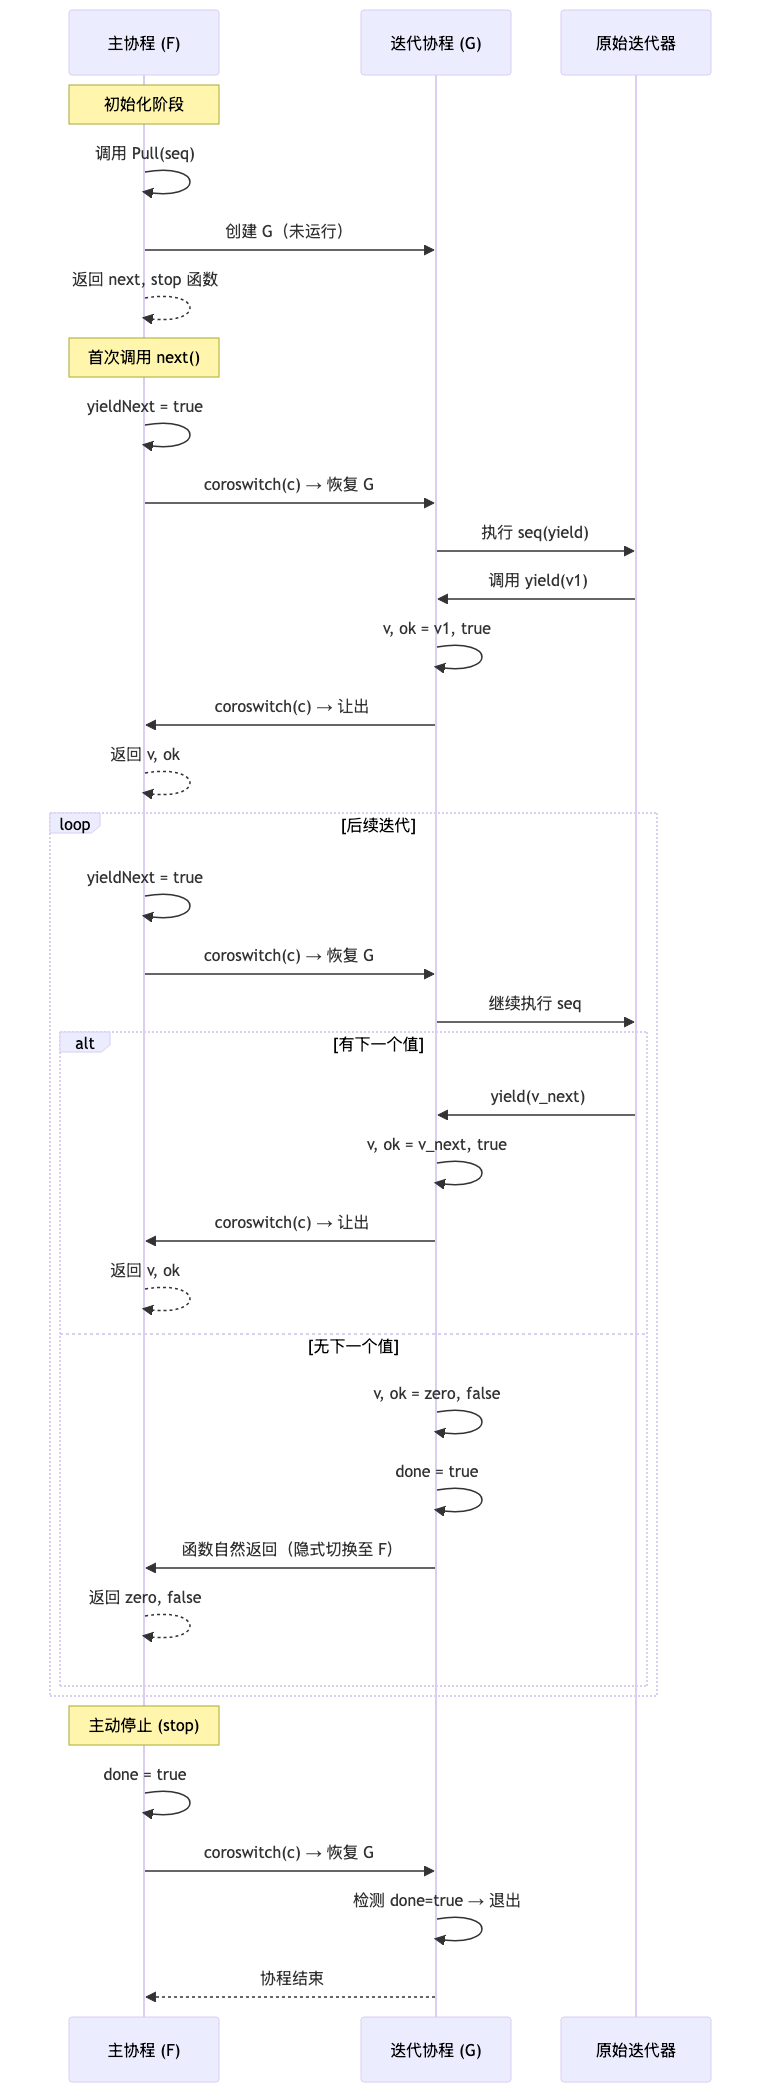 主协程 (F)
迭代协程 (G)
原始迭代器
初始化阶段
调用 Pull(seq)
创建 G（未运行）
返回 next, stop 函数
首次调用 next()
yieldNext = true
coroswitch(c) → 恢复 G
执行 seq(yield)
调用 yield(v1)
v, ok = v1, true
coroswitch(c) → 让出
返回 v, ok
loop
[后续迭代]
yieldNext = true
coroswitch(c) → 恢复 G
继续执行 seq
alt
[有下一个值]
yield(v_next)
v, ok = v_next, true
coroswitch(c) → 让出
返回 v, ok
[无下一个值]
v, ok = zero, false
done = true
函数自然返回（隐式切换至 F）
返回 zero, false
主动停止 (stop)
done = true
coroswitch(c) → 恢复 G
检测 done=true → 退出
协程结束
主协程 (F)
迭代协程 (G)
原始迭代器